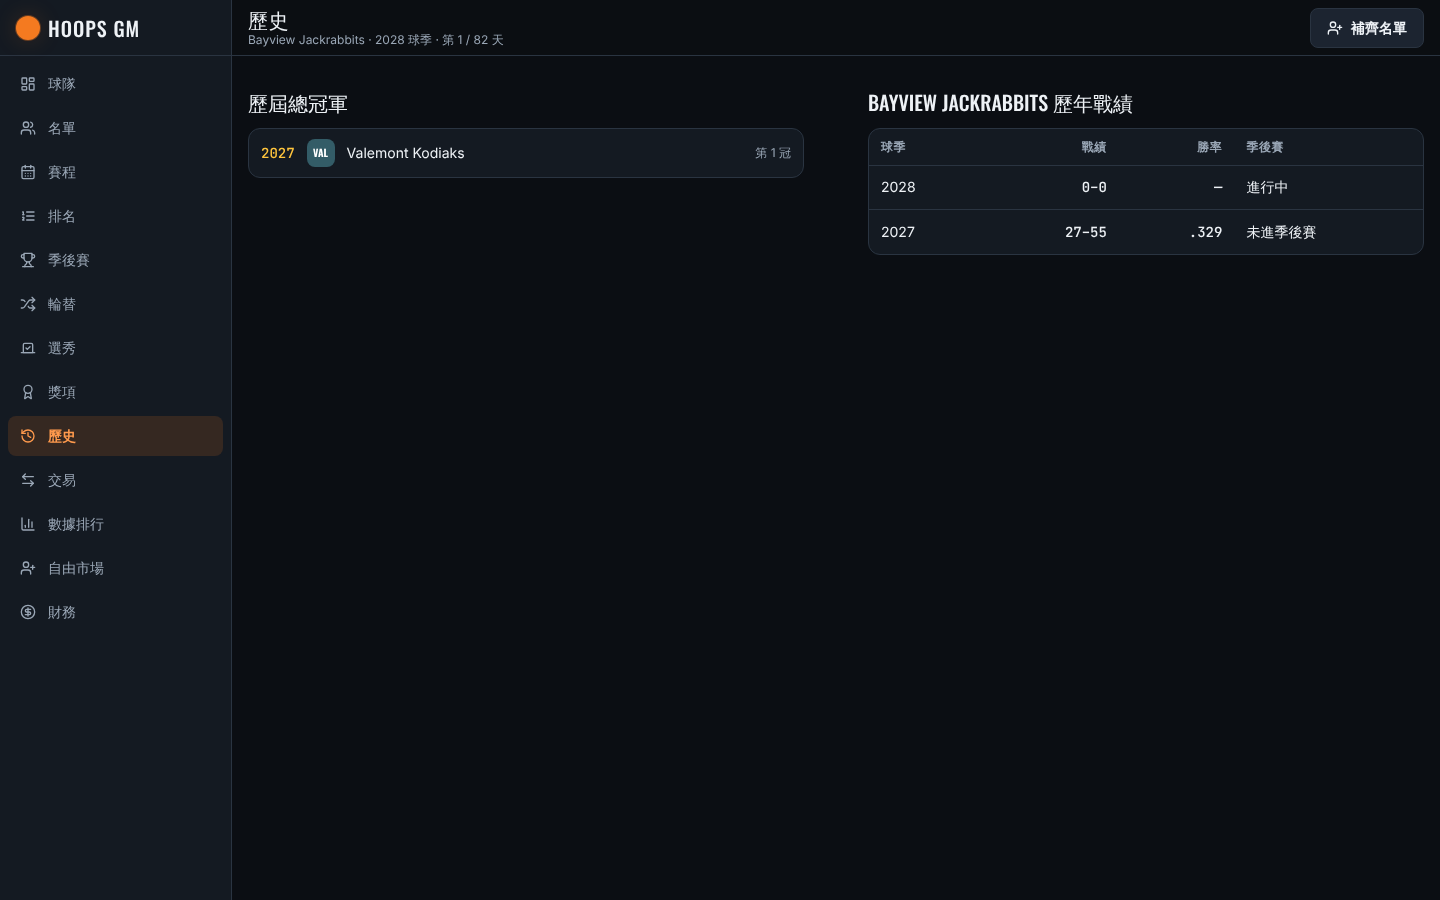 HOOPS GM
球隊
名單
賽程
排名
季後賽
輪替
選秀
獎項
歷史
交易
數據排行
自由市場
財務
歷史
Bayview Jackrabbits · 2028 球季 · 第 1 / 82 天
補齊名單
歷屆總冠軍
2027 VAL Valemont Kodiaks 第 1 冠
BAYVIEW JACKRABBITS 歷年戰績
球季 戰績 勝率 季後賽
2028 0-0 — 進行中
2027 27-55 .329 未進季後賽